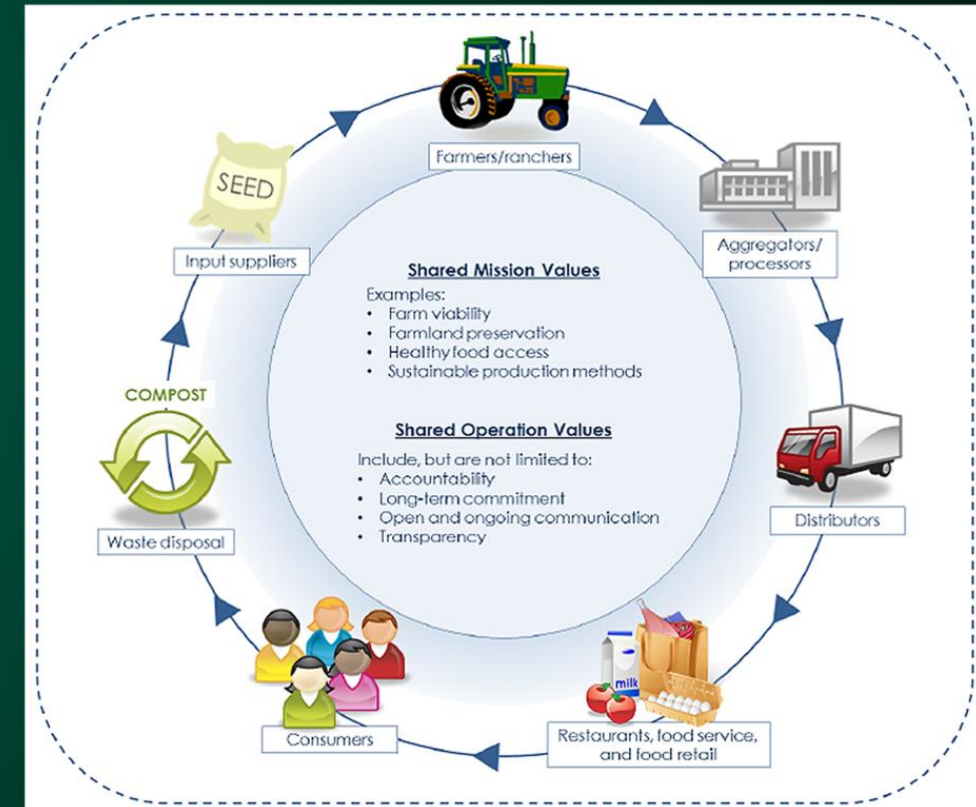 Farmers/ranchers
Aggregators/
processors
Distributors
milk
Restaurants, food service,
and food retail
Consumers
Waste disposal
COMPOST
Input suppliers
SEED
Shared Mission Values
Examples:
• Farm viability
• Farmland preservation
• Healthy food access
• Sustainable production methods
Shared Operation Values
Include, but are not limited to:
• Accountability
• Long-term commitment
• Open and ongoing communication
• Transparency